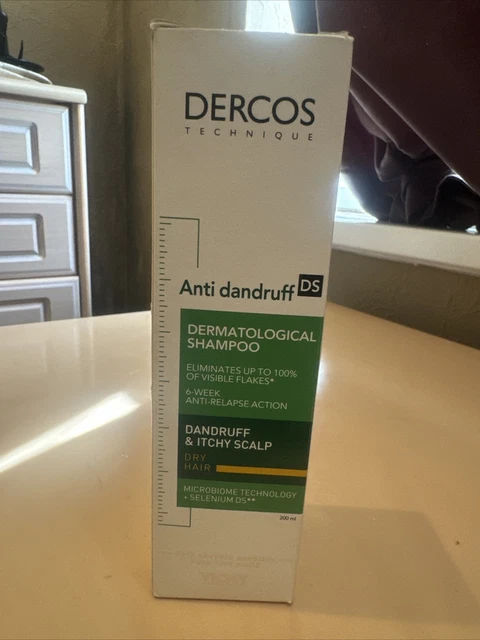 DERCOS
TECHNIQUE
Anti dandruff DS
DERMATOLOGICAL
SHAMPOO
ELIMINATES UP TO 100%
OF VISIBLE FLAKES*
6-WEEK
ANTI-RELAPSE ACTION
DANDRUFF
& ITCHY SCALP
DRY
HAIR
MICROBIOME TECHNOLOGY
+ SELENIUM DS**
200 ml
VICHY